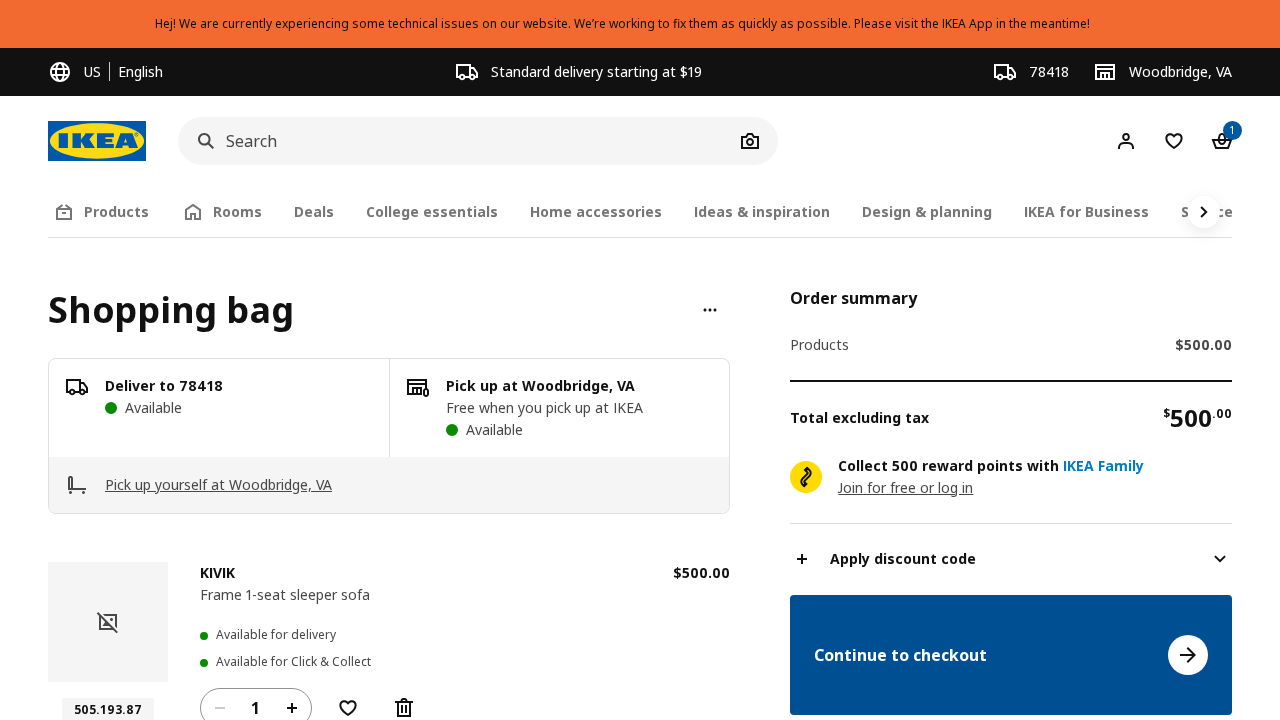 Hej! We are currently experiencing some technical issues on our website. We’re working to fix them as quickly as possible. Please visit the IKEA App in the meantime!
US English
Standard delivery starting at $19
78418
Woodbridge, VA
IKEA
Search
1
Products
Rooms
Deals
College essentials
Home accessories
Ideas & inspiration
Design & planning
IKEA for Business
Shopping bag
Deliver to 78418
Available
Pick up at Woodbridge, VA
Free when you pick up at IKEA
Available
Pick up yourself at Woodbridge, VA
KIVIK
$500.00
Frame 1-seat sleeper sofa
Available for delivery
Available for Click & Collect
1
505.193.87
Order summary
Products
$500.00
Total excluding tax
$500.00
Collect 500 reward points with IKEA Family
Join for free or log in
Apply discount code
Continue to checkout